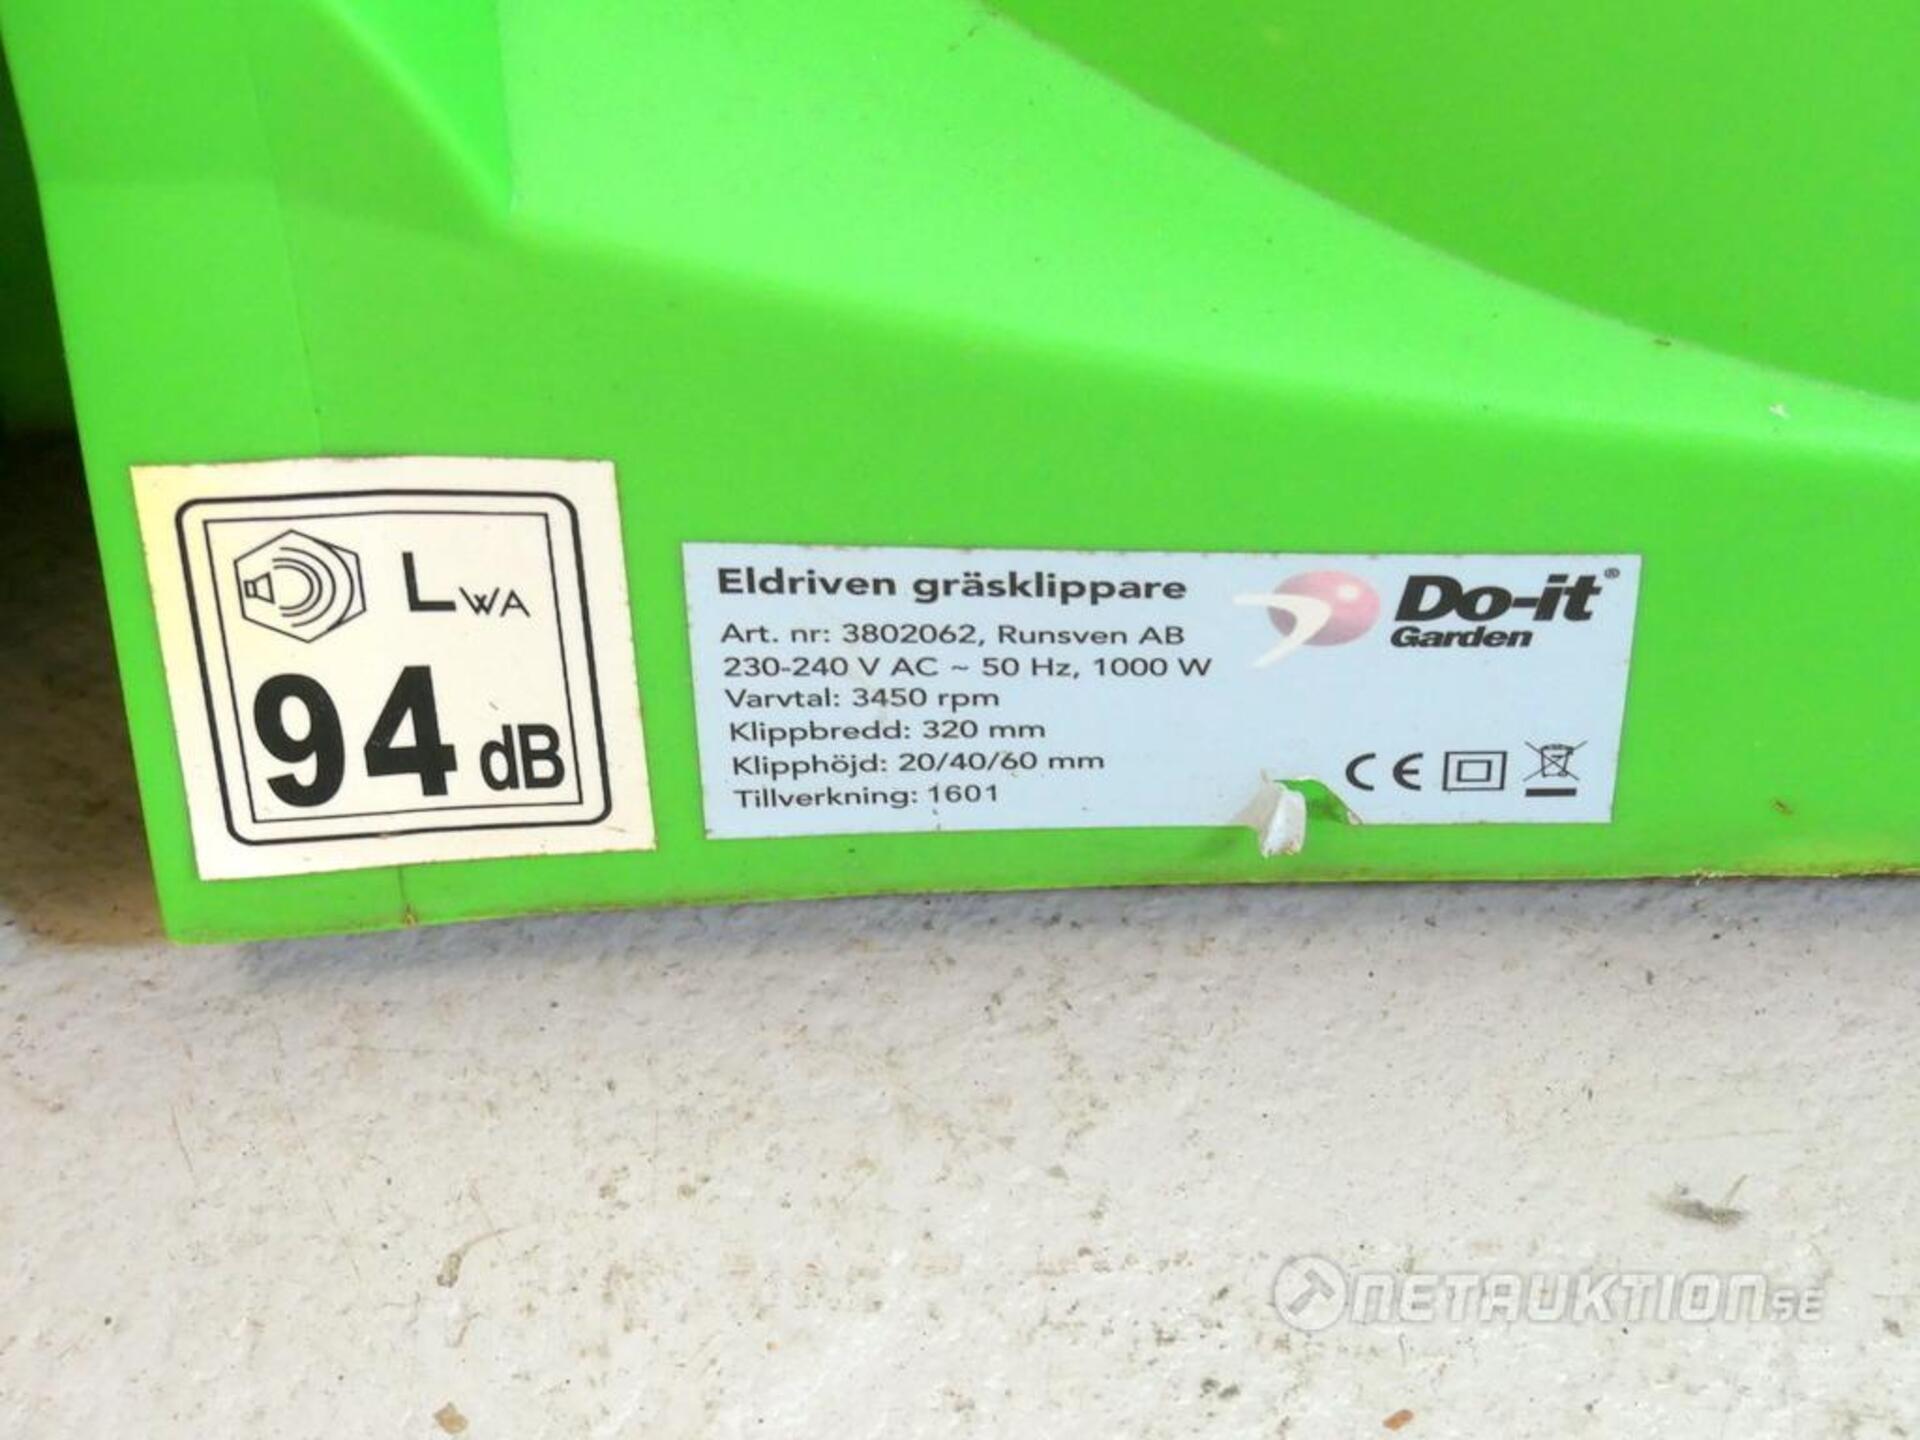 LWA
94 dB
Eldriven gräsklippare
Art. nr: 3802062, Runsven AB
230-240 V AC ~ 50 Hz, 1000 W
Varvtal: 3450 rpm
Klippbredd: 320 mm
Klipphöjd: 20/40/60 mm
Tillverkning: 1601
Do-it®
Garden
CE
NETAUKTION.SE